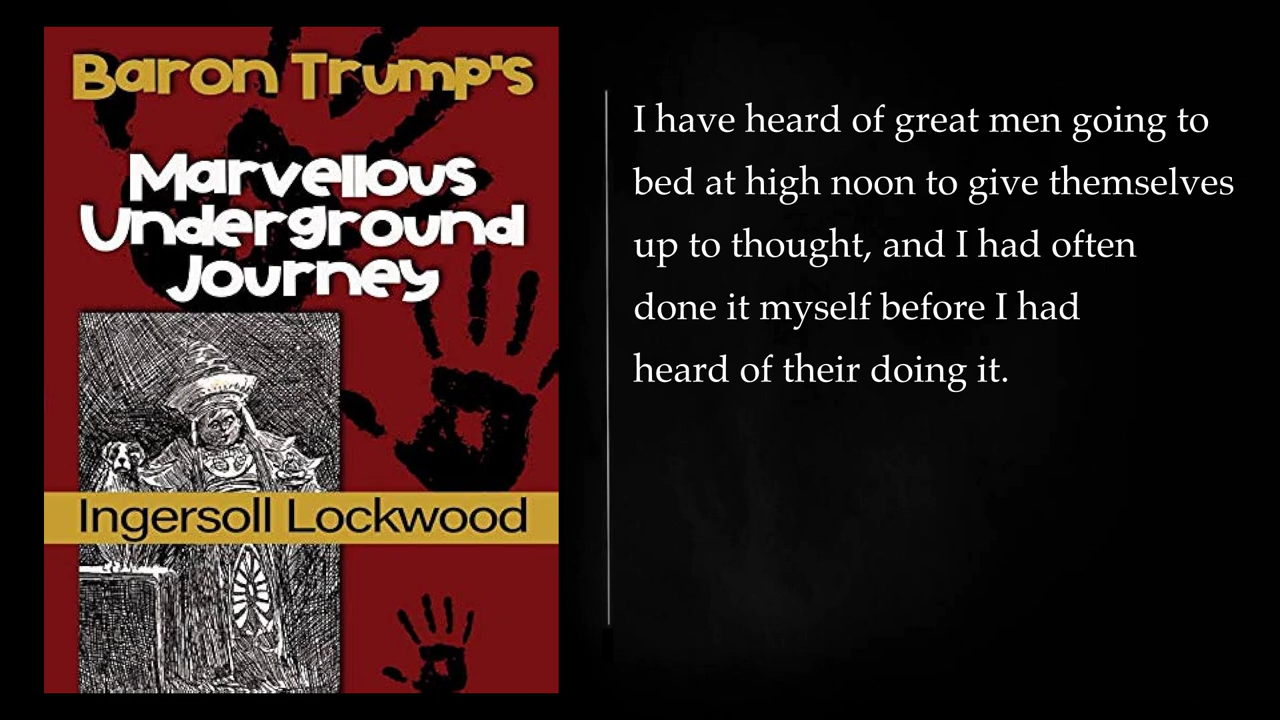 Baron Trump's
Marvellous
Underground
Journey
Ingersoll Lockwood
I have heard of great men going to
bed at high noon to give themselves
up to thought, and I had often
done it myself before I had
heard of their doing it.